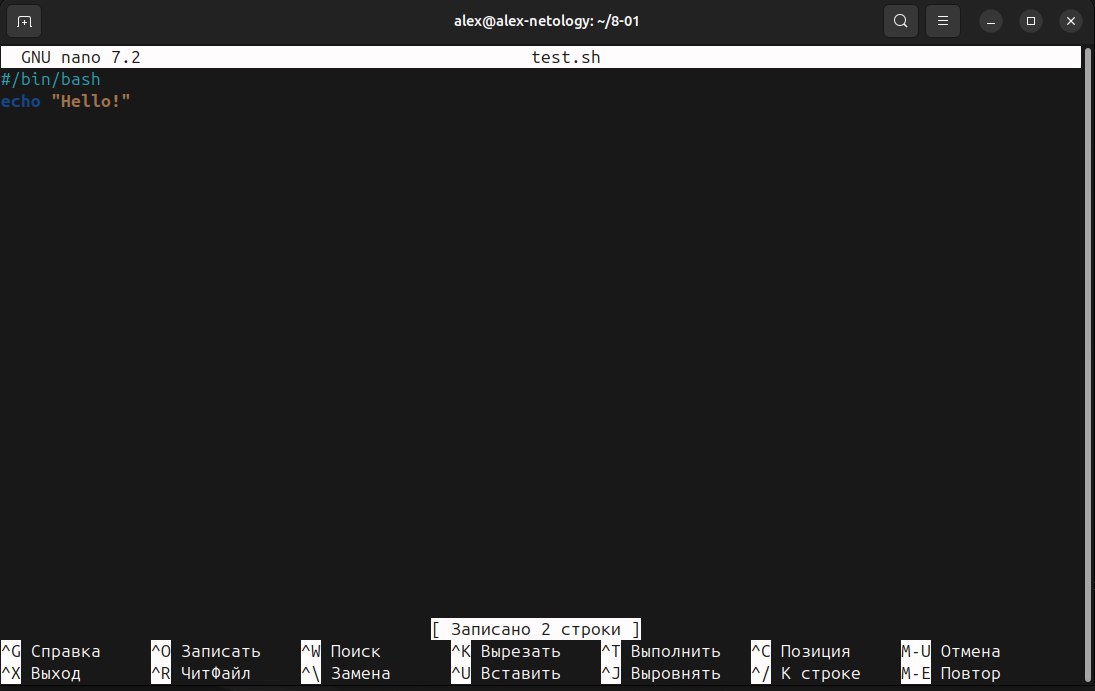 alex@alex-netology: ~/8-01
GNU nano 7.2 test.sh
#/bin/bash
echo "Hello!"
[ Записано 2 строки ]
^G Справка ^O Записать ^W Поиск ^K Вырезать ^T Выполнить ^C Позиция M-U Отмена
^X Выход ^R ЧитФайл ^\ Замена ^U Вставить ^J Выровнять ^/ К строке M-E Повтор